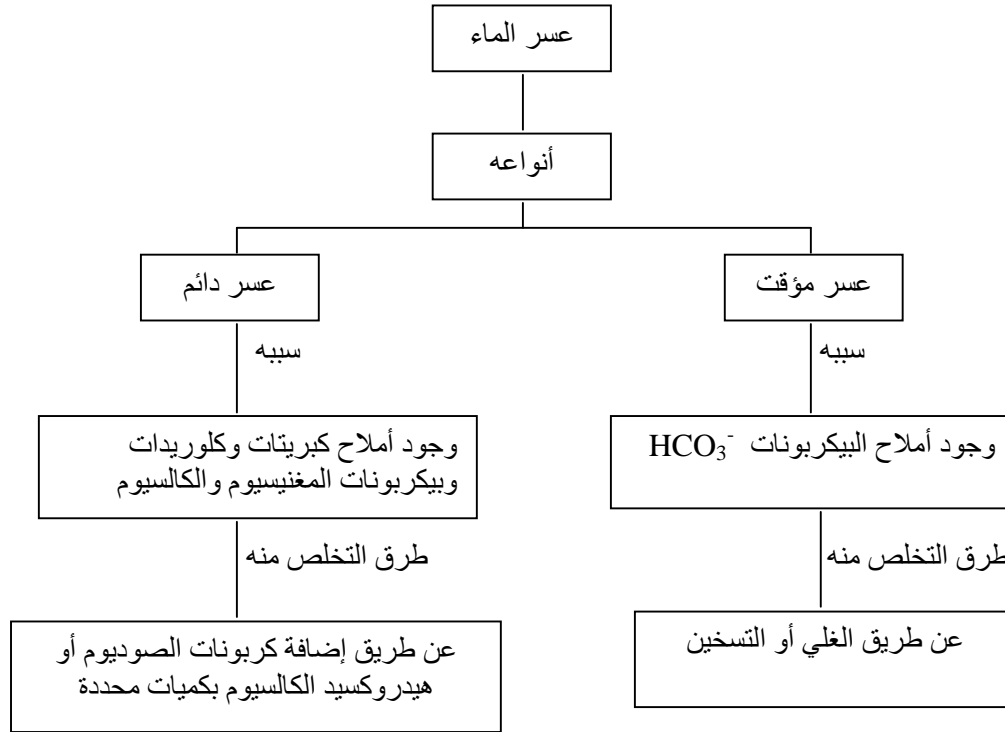 عسر الماء
أنواعه
عسر مؤقت
عسر دائم
سببه
سببه
وجود أملاح البيكربونات HCO₃⁻
وجود أملاح كبريتات وكلوريدات
وبيكربونات المغنيسيوم والكالسيوم
طرق التخلص منه
طرق التخلص منه
عن طريق الغلي أو التسخين
عن طريق إضافة كربونات الصوديوم أو
هيدروكسيد الكالسيوم بكميات محددة